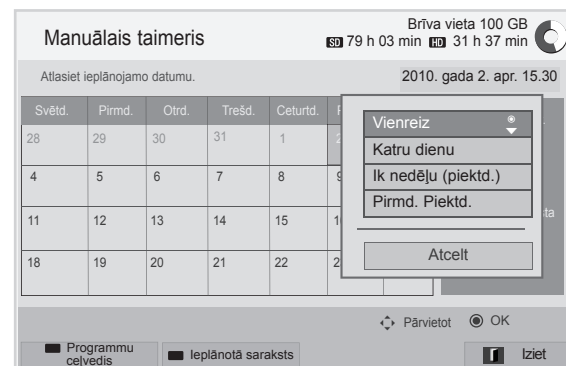 Manuālais taimeris
Brīva vieta 100 GB
SD 79 h 03 min HD 31 h 37 min
Atlasiet ieplānojamo datumu.
2010. gada 2. apr. 15.30
Svētd. Pirmd. Otrd. Trešd. Ceturtd.
28 29 30 31 1
4 5 6 7 8
11 12 13 14 15
18 19 20 21 22
Vienreiz
Katru dienu
Ik nedēļu (piektd.)
Pirmd. Piektd.
Atcelt
Pārvietot OK
Programmu ceļvedis
Ieplānotā saraksts
Iziet